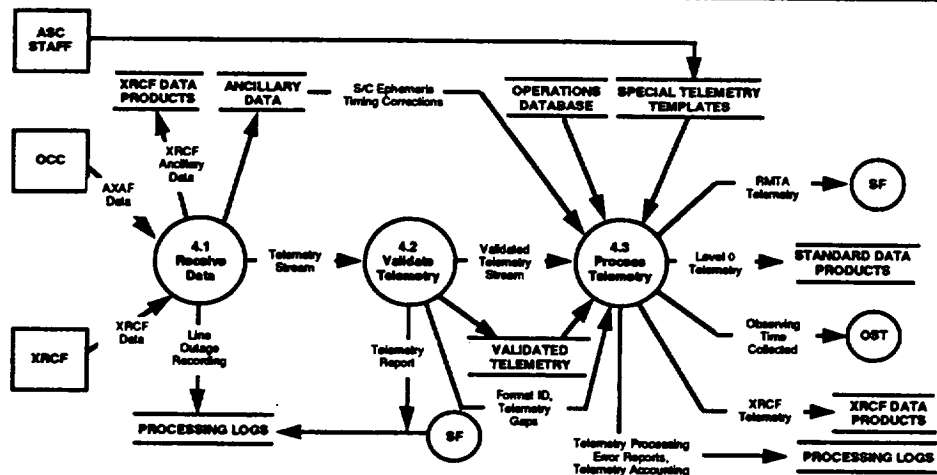 ASC
STAFF
XRCF DATA
PRODUCTS
ANCILLARY
DATA
S/C Ephemeris
Timing Corrections
OPERATIONS
DATABASE
SPECIAL TELEMETRY
TEMPLATES
OCC
AXAF
Data
XRCF
Ancillary
Data
RMTA
Telemetry
SF
4.1
Receive
Data
Telemetry
Stream
4.2
Validate
Telemetry
Validated
Telemetry
Stream
4.3
Process
Telemetry
Level 0
Telemetry
STANDARD DATA
PRODUCTS
XRCF
XRCF
Data
Line
Outage
Recording
Telemetry
Report
VALIDATED
TELEMETRY
Observing
Time
Collected
OST
Format ID,
Telemetry
Gaps
XRCF
Telemetry
XRCF DATA
PRODUCTS
PROCESSING LOGS
SF
Telemetry Processing
Error Reports,
Telemetry Accounting
PROCESSING LOGS